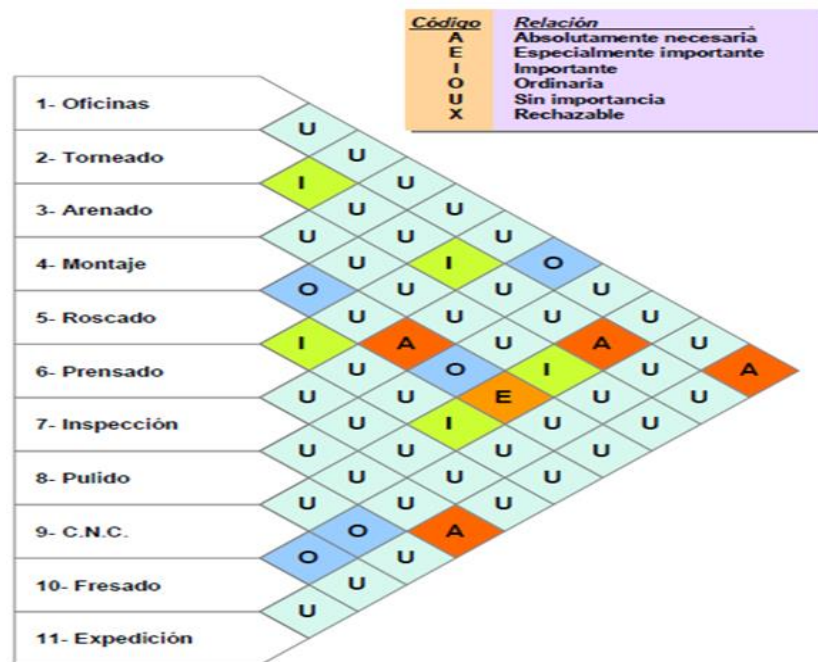 Código Relación
A Absolutamente necesaria
E Especialmente importante
I Importante
O Ordinaria
U Sin importancia
X Rechazable
1- Oficinas
U
2- Torneado U
I U
3- Arenado U U
U U U
4- Montaje U I O
O U U U
5- Roscado U U U U
I A U A U
6- Prensado U O I U A
U U E U U
7- Inspección U I U U
U U U U
8- Pulido U U U
U U U
9- C.N.C. O A
O U
10- Fresado U
U
11- Expedición